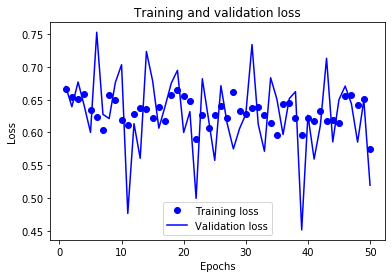 Training and validation loss
Loss
0.75
0.70
0.65
0.60
0.55
0.50
0.45
Training loss
Validation loss
0 10 20 30 40 50
Epochs